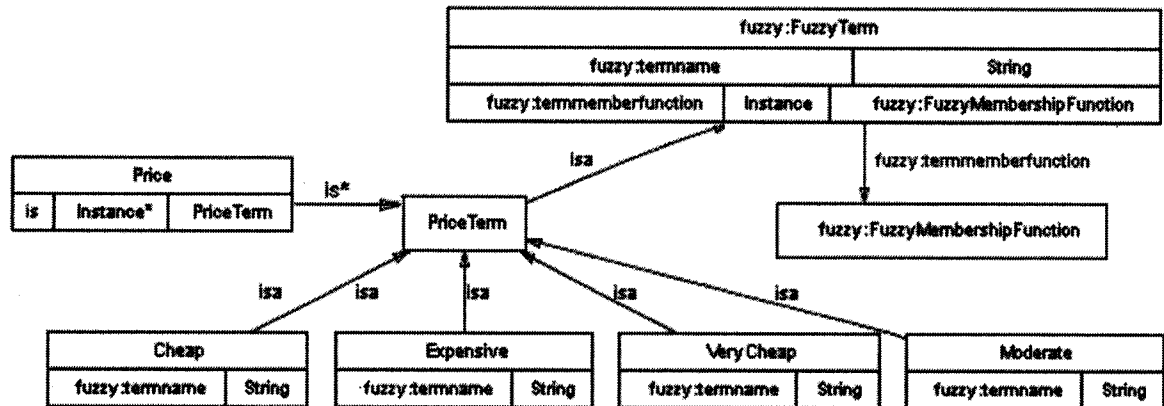 fuzzy:FuzzyTerm
fuzzy:termname String
fuzzy:termmemberfunction Instance fuzzy:FuzzyMembershipFunction
isa
fuzzy:termmemberfunction
Price
is*
is Instance* PriceTerm
PriceTerm
fuzzy:FuzzyMembershipFunction
isa isa isa isa isa
Cheap Expensive VeryCheap Moderate
fuzzy:termname String fuzzy:termname String fuzzy:termname String fuzzy:termname String